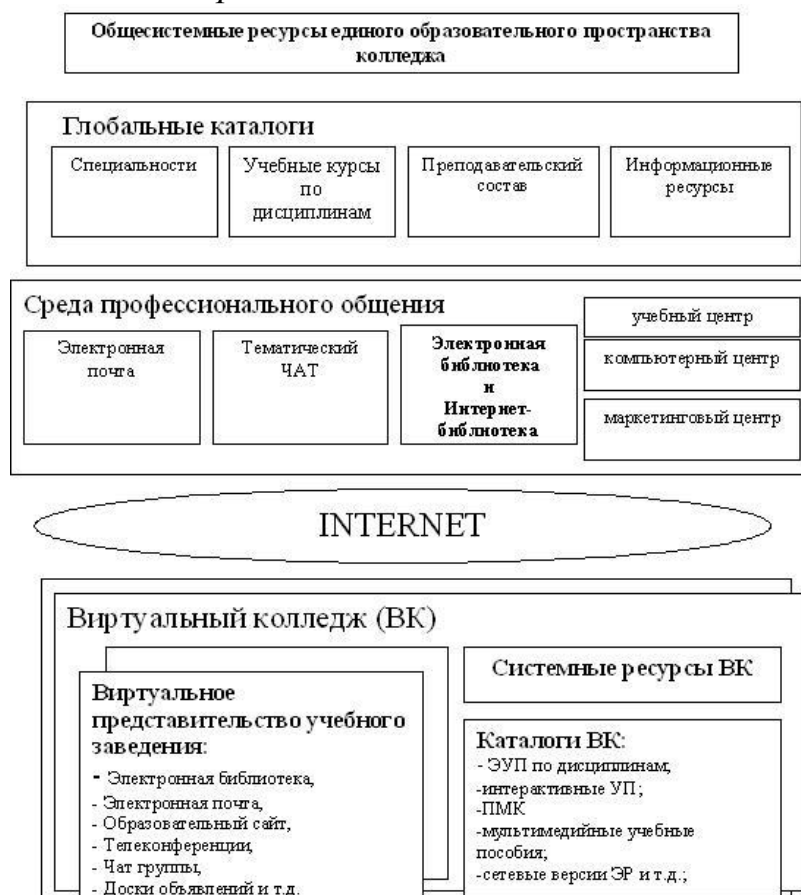 Общесистемные ресурсы единого образовательного пространства
колледжа
Глобальные каталоги
Специальности
Учебные курсы
по
дисциплинам
Преподавательский
состав
Информационные
ресурсы
Среда профессионального общения
Электронная
почта
Тематический
ЧАТ
Электронная
библиотека
и
Интернет-
библиотека
учебный центр
компьютерный центр
маркетинговый центр
INTERNET
Виртуальный колледж (ВК)
Виртуальное
представительство учебного
заведения:
- Электронная библиотека,
- Электронная почта,
- Образовательный сайт,
- Телеконференции,
- Чат группы,
- Доски объявлений и т.д.
Системные ресурсы ВК
Каталоги ВК:
- ЭУП по дисциплинам;
-интерактивные УП;
-ПМК
-мультимедийные учебные
пособия;
-сетевые версии ЭР и т.д.;